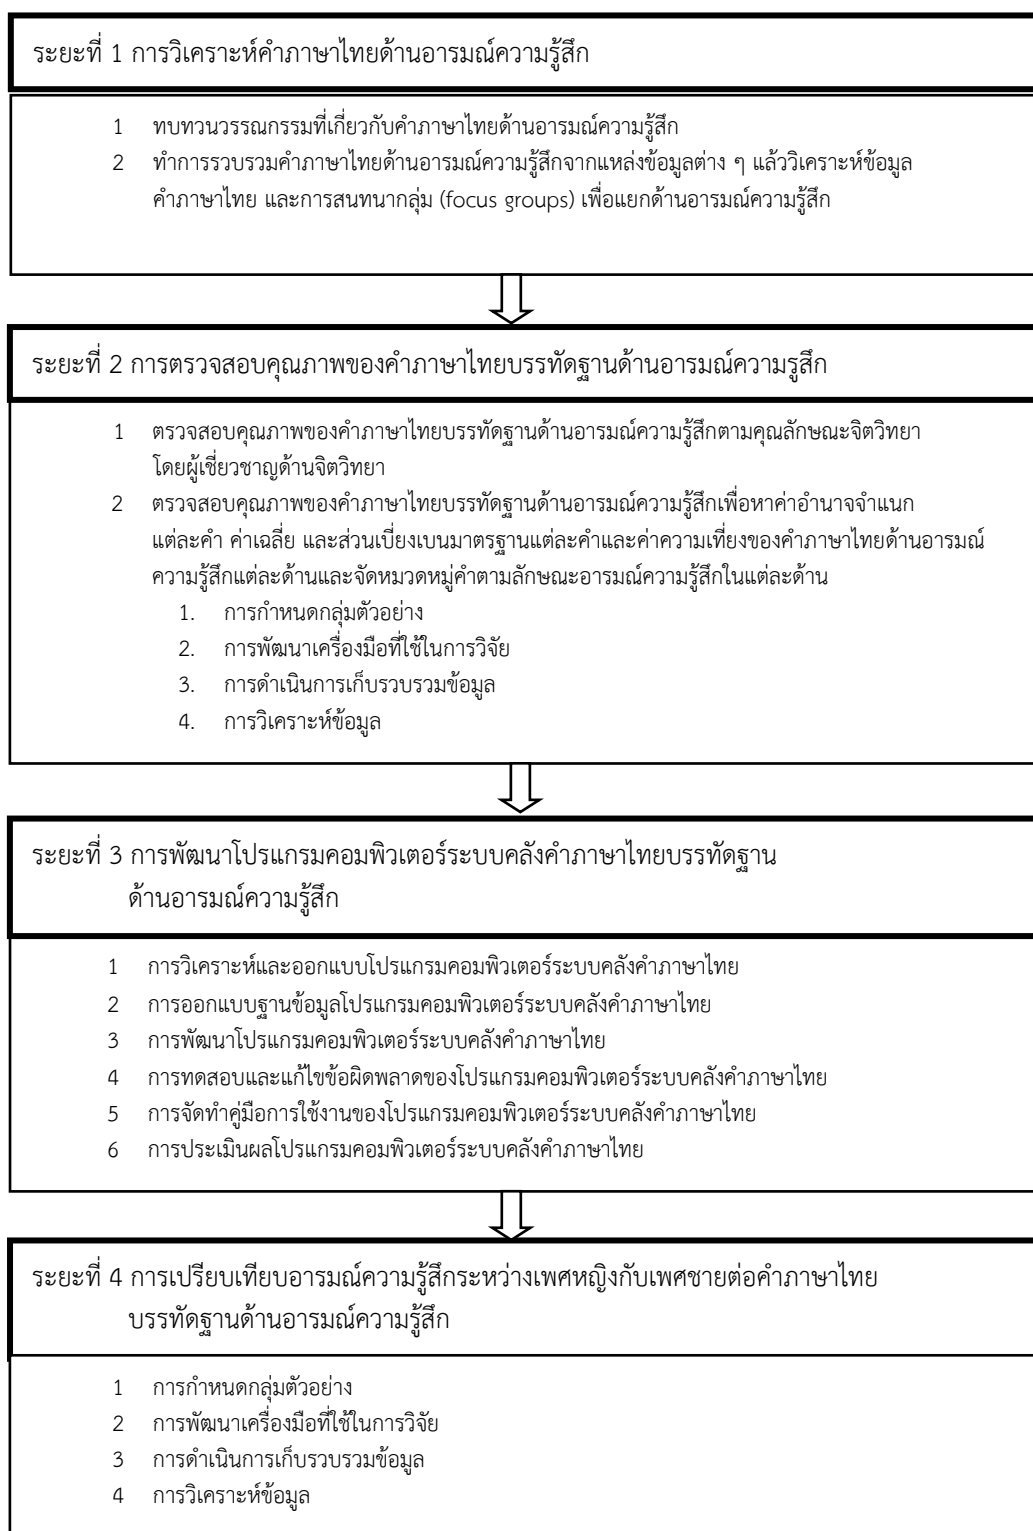 ระยะที่ 1 การวิเคราะห์คำภาษาไทยด้านอารมณ์ความรู้สึก
1 ทบทวนวรรณกรรมที่เกี่ยวกับคำภาษาไทยด้านอารมณ์ความรู้สึก
2 ทำการรวบรวมคำภาษาไทยด้านอารมณ์ความรู้สึกจากแหล่งข้อมูลต่าง ๆ แล้ววิเคราะห์ข้อมูล
คำภาษาไทย และการสนทนากลุ่ม (focus groups) เพื่อแยกด้านอารมณ์ความรู้สึก
ระยะที่ 2 การตรวจสอบคุณภาพของคำภาษาไทยบรรทัดฐานด้านอารมณ์ความรูสึก
1 ตรวจสอบคุณภาพของคำภาษาไทยบรรทัดฐานด้านอารมณ์ความรู้สึกตามคุณลักษณะจิตวิทยา
โดยผู้เชี่ยวชาญด้านจิตวิทยา
2 ตรวจสอบคุณภาพของคำภาษาไทยบรรทัดฐานด้านอารมณ์ความรู้สึกเพื่อหาค่าอำนาจจำแนก
แต่ละคำ ค่าเฉลี่ย และส่วนเบี่ยงเบนมาตรฐานแต่ละคำและค่าความเที่ยงของคำภาษาไทยด้านอารมณ์
ความรู้สึกแต่ละด้านและจัดหมวดหมู่คำตามลักษณะอารมณ์ความรู้สึกในแต่ละด้าน
1. การกำหนดกลุ่มตัวอย่าง
2. การพัฒนาเครื่องมือที่ใช้ในการวิจัย
3. การดำเนินการเก็บรวบรวมข้อมูล
4. การวิเคราะห์ข้อมูล
ระยะที่ 3 การพัฒนาโปรแกรมคอมพิวเตอร์ระบบคลังคำภาษาไทยบรรทัดฐาน
ด้านอารมณ์ความรู้สึก
1 การวิเคราะห์และออกแบบโปรแกรมคอมพิวเตอร์ระบบคลังคำภาษาไทย
2 การออกแบบฐานข้อมูลโปรแกรมคอมพิวเตอร์ระบบคลังคำภาษาไทย
3 การพัฒนาโปรแกรมคอมพิวเตอร์ระบบคลังคำภาษาไทย
4 การทดสอบและแก้ไขข้อผิดพลาดของโปรแกรมคอมพิวเตอร์ระบบคลังคำภาษาไทย
5 การจัดทำคู่มือการใช้งานของโปรแกรมคอมพิวเตอร์ระบบคลังคำภาษาไทย
6 การประเมินผลโปรแกรมคอมพิวเตอร์ระบบคลังคำภาษาไทย
ระยะที่ 4 การเปรียบเทียบอารมณ์ความรู้สึกระหว่างเพศหญิงกับเพศชายต่อคำภาษาไทย
บรรทัดฐานด้านอารมณ์ความรู้สึก
1 การกำหนดกลุ่มตัวอย่าง
2 การพัฒนาเครื่องมือที่ใช้ในการวิจัย
3 การดำเนินการเก็บรวบรวมข้อมูล
4 การวิเคราะห์ข้อมูล